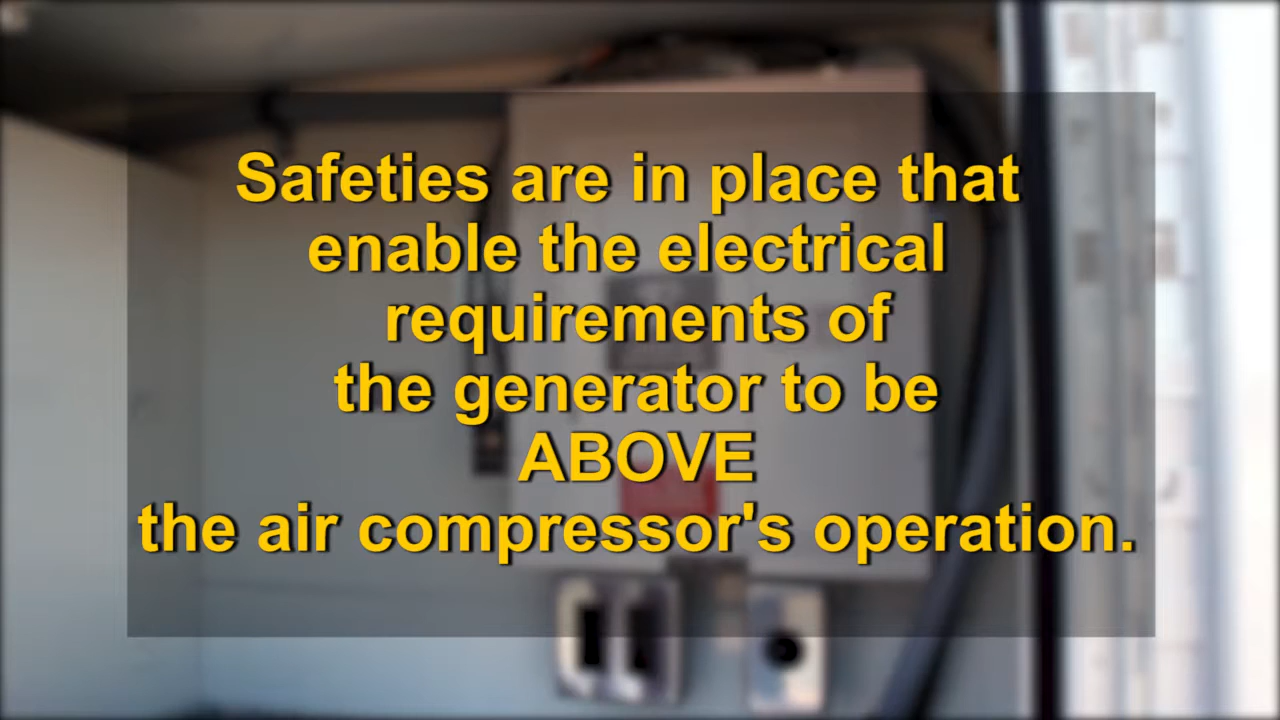 Safeties are in place that
enable the electrical
requirements of
the generator to be
ABOVE
the air compressor's operation.